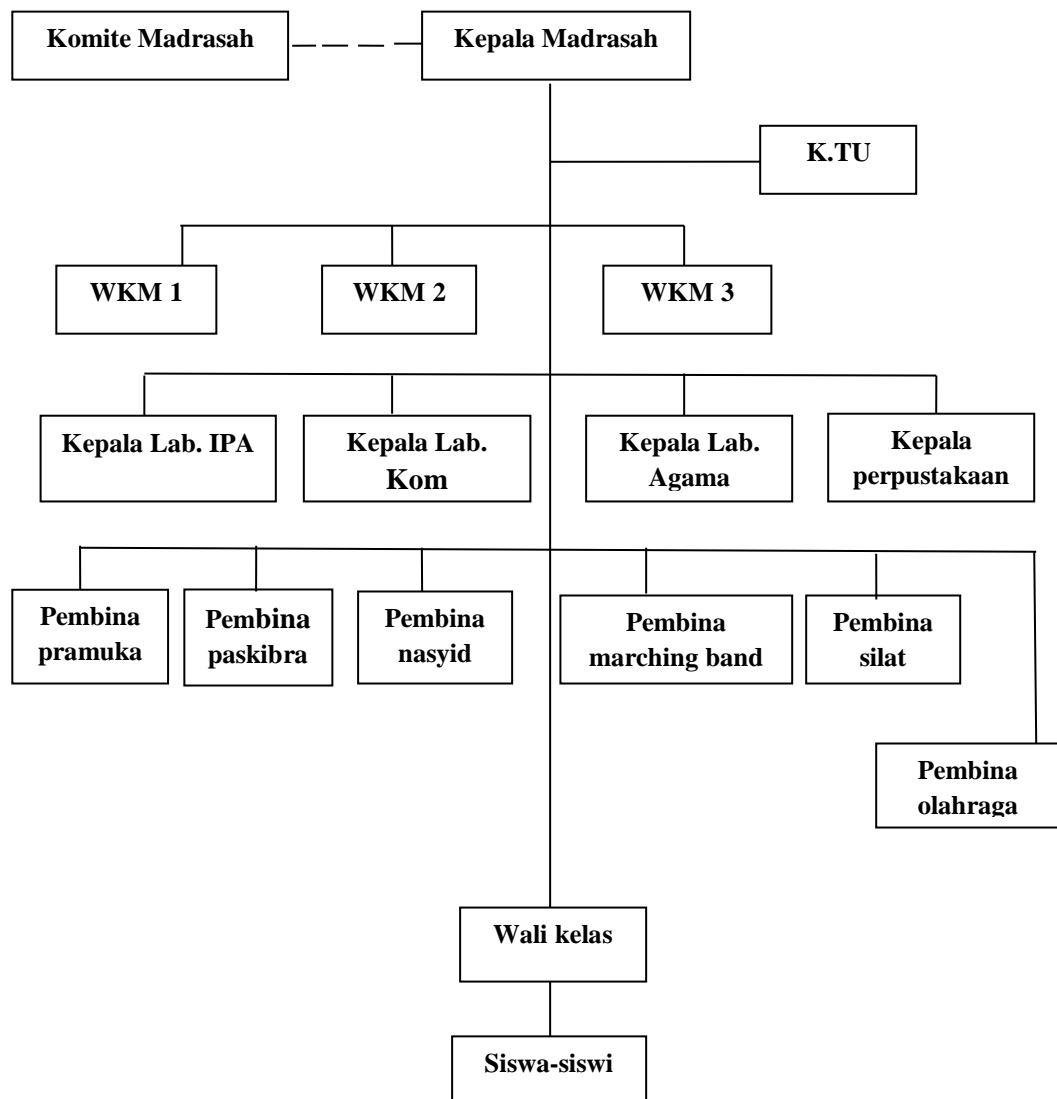 Komite Madrasah
Kepala Madrasah
K.TU
WKM 1
WKM 2
WKM 3
Kepala Lab. IPA
Kepala Lab.
Kom
Kepala Lab.
Agama
Kepala
perpustakaan
Pembina
pramuka
Pembina
paskibra
Pembina
nasyid
Pembina
marching band
Pembina
silat
Pembina
olahraga
Wali kelas
Siswa-siswi